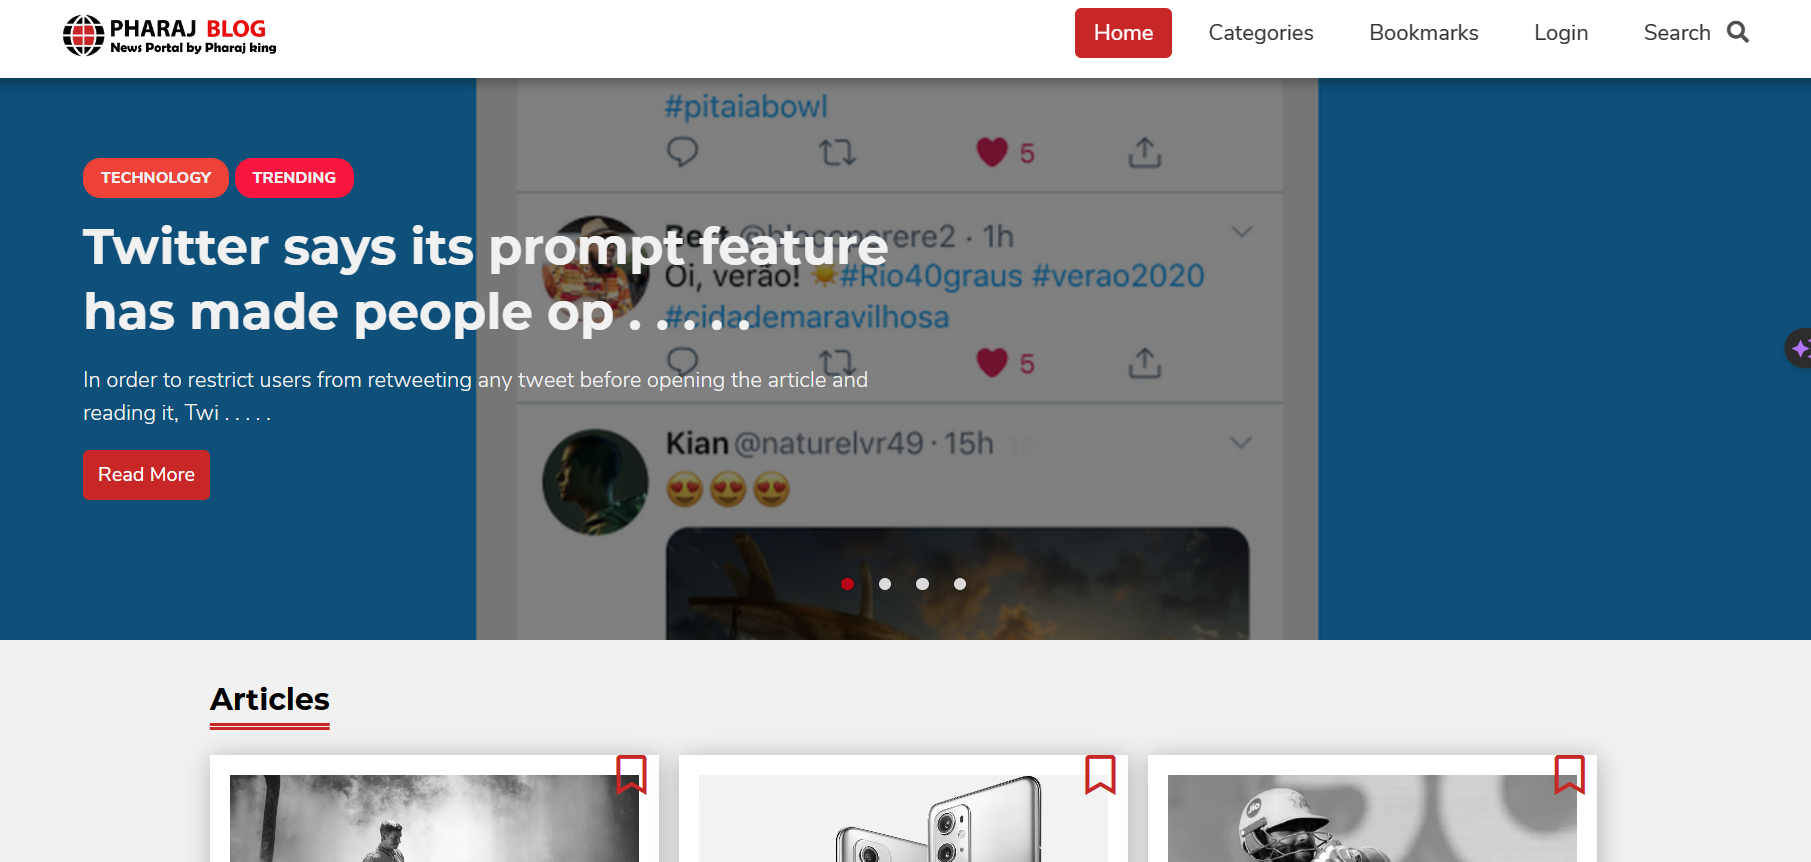 PHARAJ BLOG
News Portal by Pharaj king
Home
Categories
Bookmarks
Login
Search
#pitaiabowl
5
TECHNOLOGY
TRENDING
Twitter says its prompt feature
has made people op . . . . .
In order to restrict users from retweeting any tweet before opening the article and
reading it, Twi . . . . .
Read More
· 1h
Oi, verão! ☀️#Rio40graus #verao2020
#cidademaravilhosa
5
Kian @naturelvr49 · 15h
😍😍😍
Articles
Jio